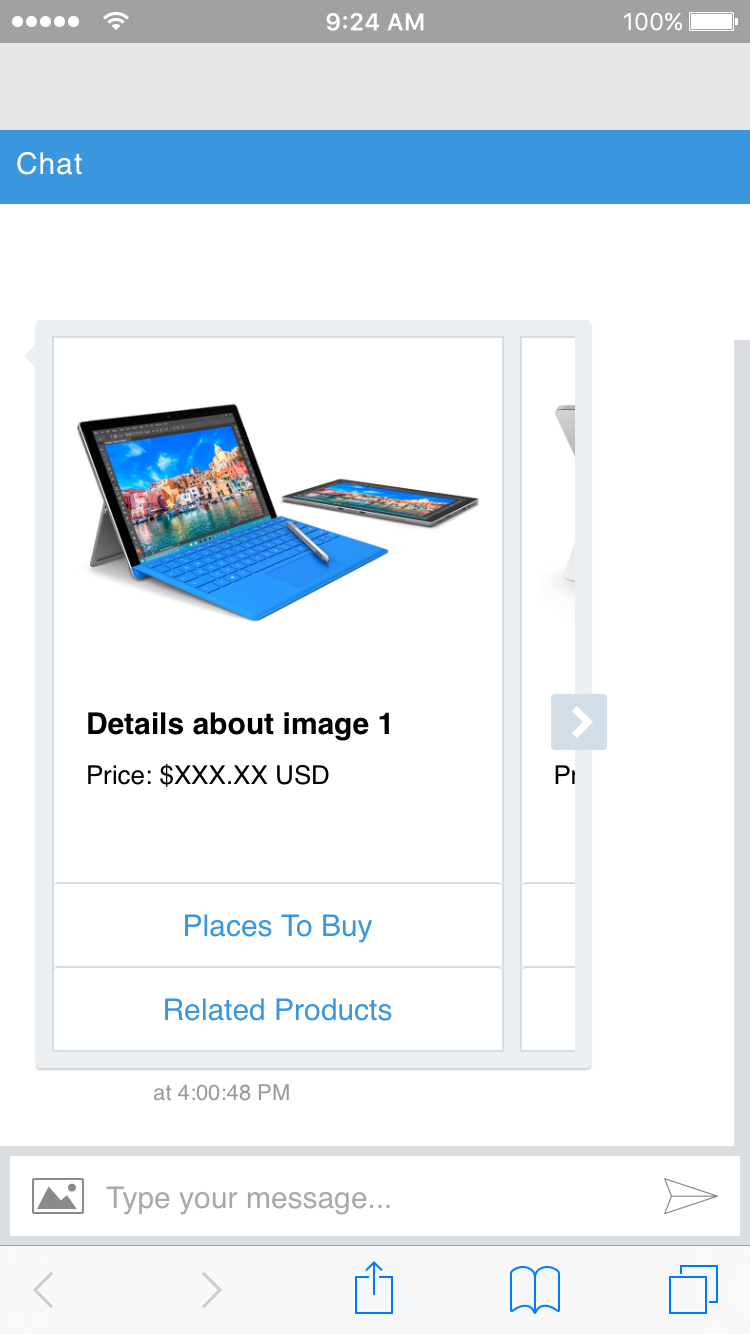 9:24 AM 100%
Chat
Details about image 1
Price: $XXX.XX USD
Pr
Places To Buy
Related Products
at 4:00:48 PM
Type your message...